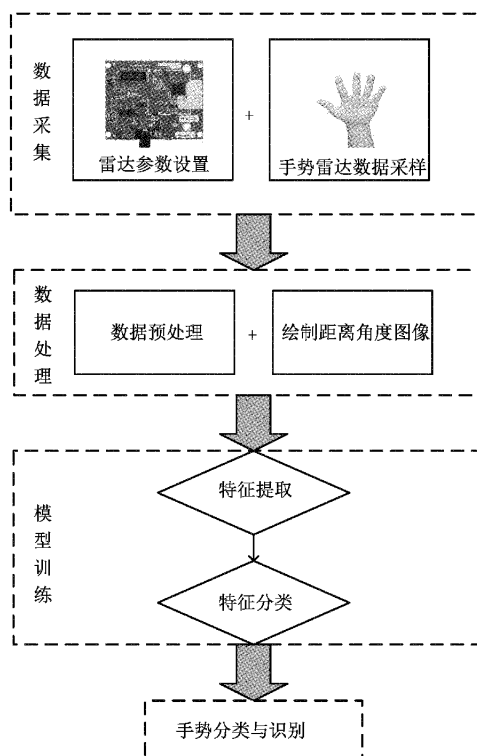 数据采集
雷达参数设置
+
手势雷达数据采样
数据处理
数据预处理
+
绘制距离角度图像
模型训练
特征提取
特征分类
手势分类与识别